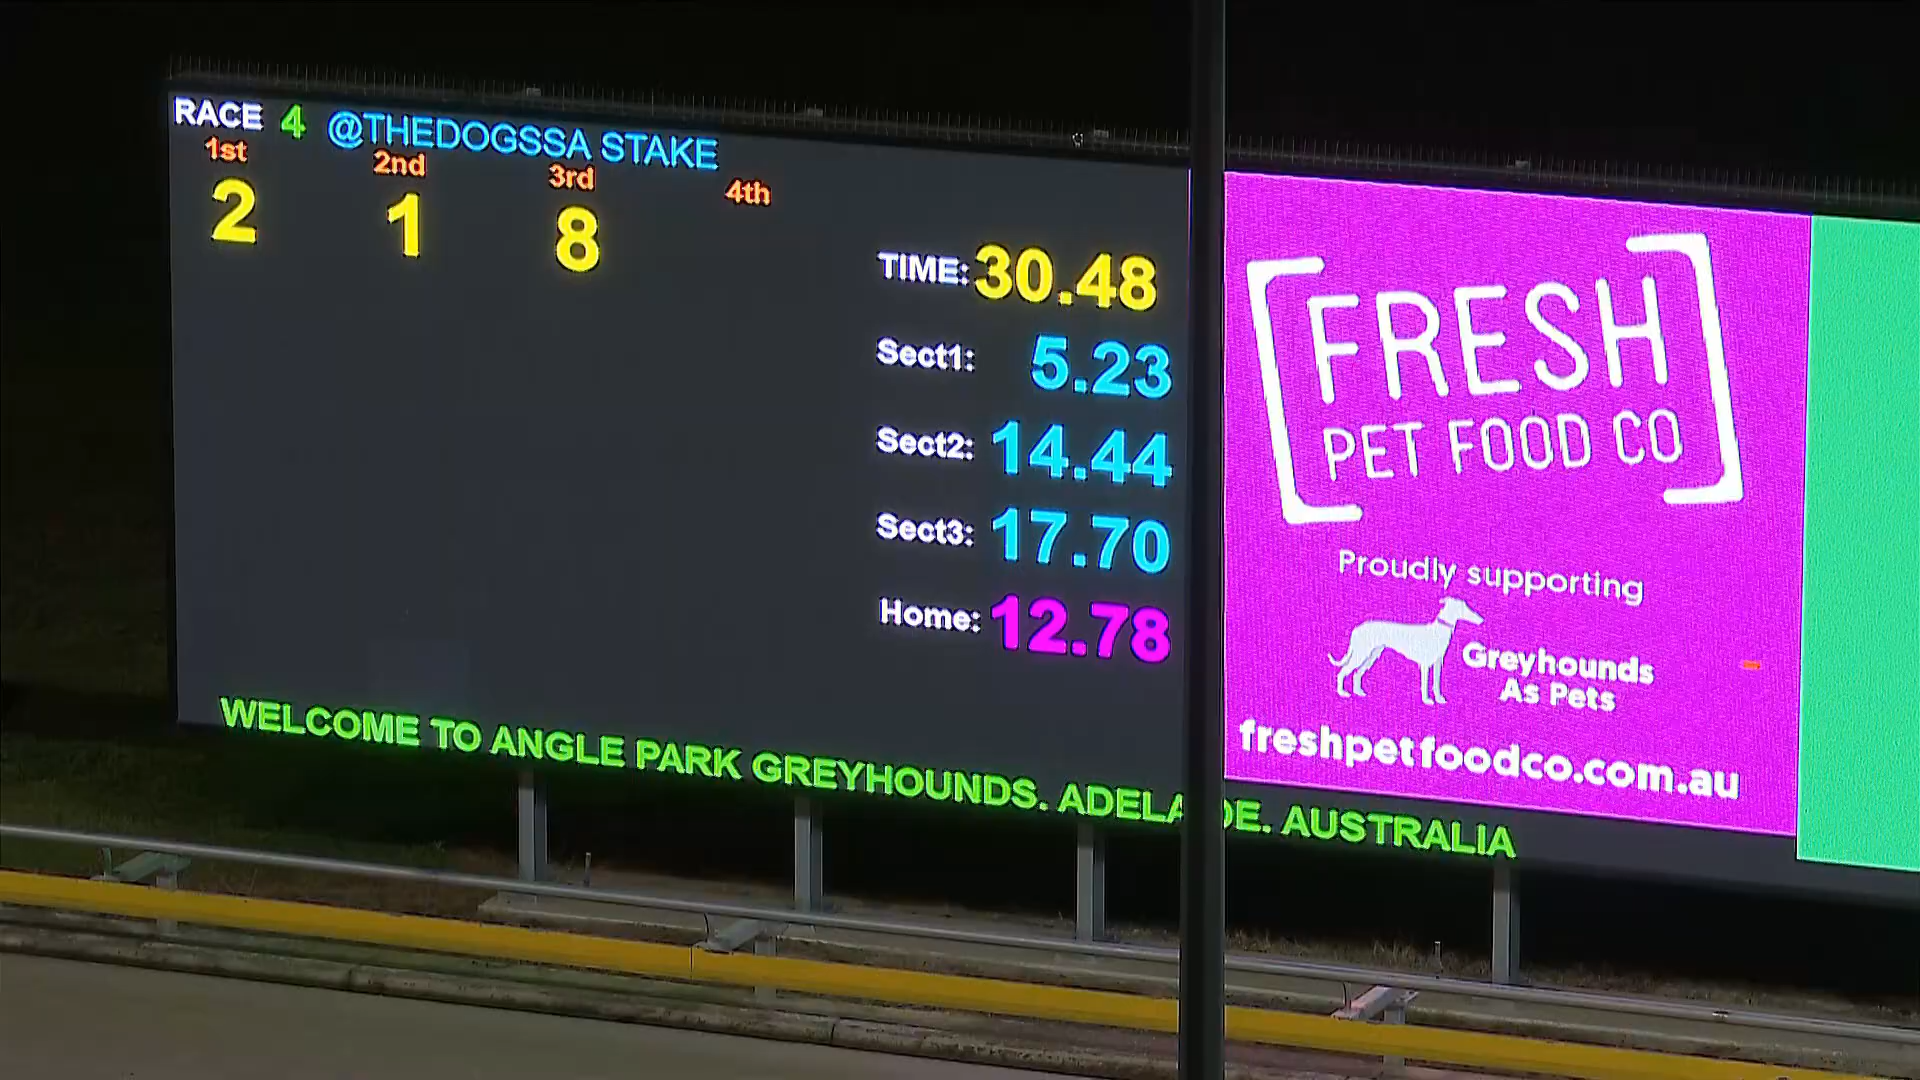 RACE 4 @THEDOGSSA STAKE
1st 2nd 3rd 4th
2 1 8
TIME: 30.48
Sect1: 5.23
Sect2: 14.44
Sect3: 17.70
Home: 12.78
WELCOME TO ANGLE PARK GREYHOUNDS. ADELAIDE. AUSTRALIA
FRESH
PET FOOD CO
Proudly supporting
Greyhounds
As Pets
freshpetfoodco.com.au